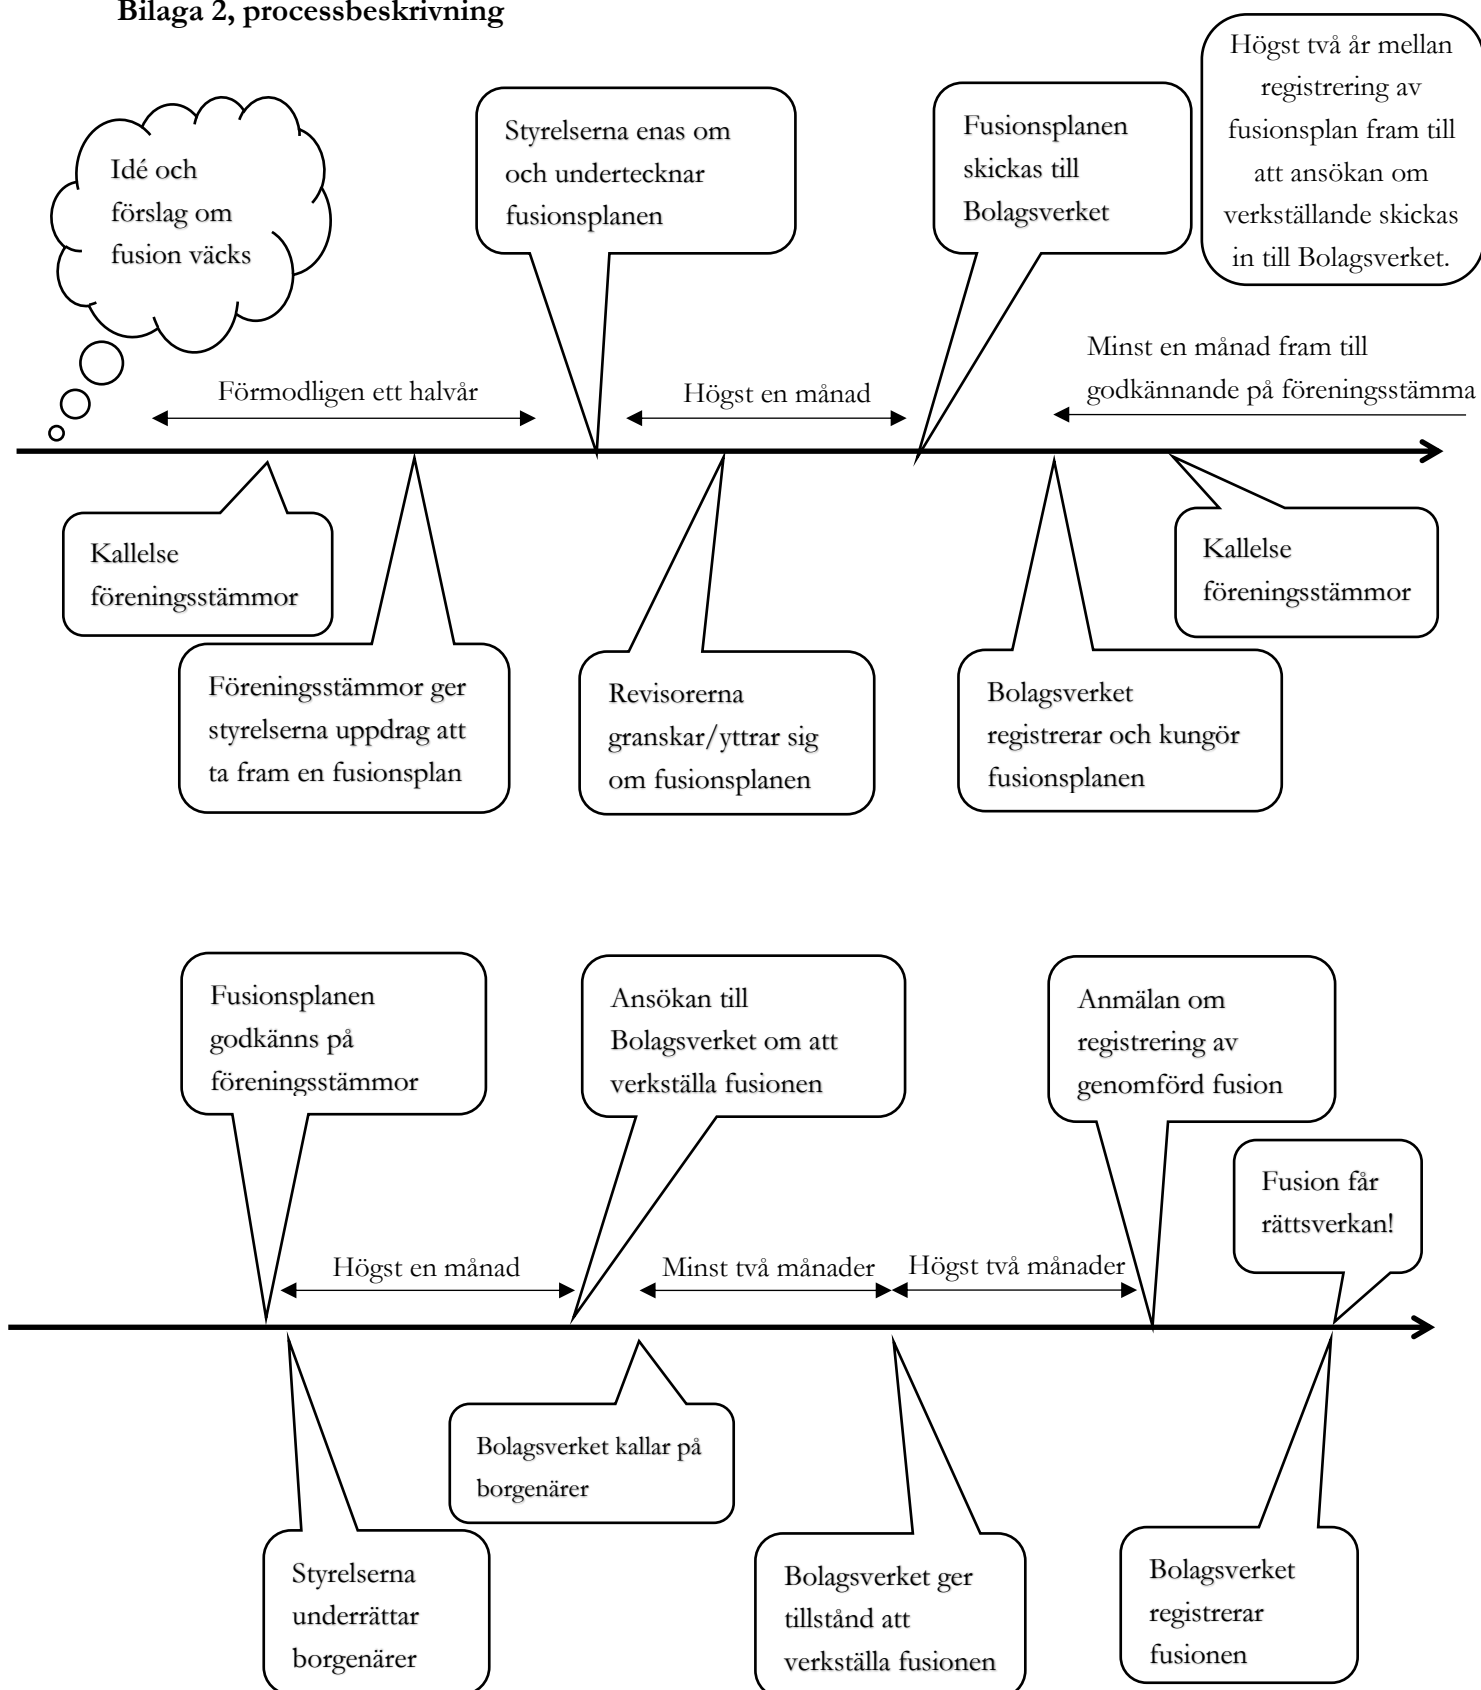 Bilaga 2, processbeskrivning
Högst två år mellan
registrering av
fusionsplan fram till
att ansökan om
verkställande skickas
in till Bolagsverket.
Idé och
förslag om
fusion väcks
Styrelserna enas om
och undertecknar
fusionsplanen
Fusionsplanen
skickas till
Bolagsverket
Förmodligen ett halvår
Högst en månad
Minst en månad fram till
godkännande på föreningsstämma
Kallelse
föreningsstämmor
Föreningsstämmor ger
styrelserna uppdrag att
ta fram en fusionsplan
Revisorerna
granskar/yttrar sig
om fusionsplanen
Bolagsverket
registrerar och kungör
fusionsplanen
Kallelse
föreningsstämmor
Fusionsplanen
godkänns på
föreningsstämmor
Ansökan till
Bolagsverket om att
verkställa fusionen
Anmälan om
registrering av
genomförd fusion
Fusion får
rättsverkan!
Högst en månad
Minst två månader
Högst två månader
Styrelserna
underrättar
borgenärer
Bolagsverket kallar på
borgenärer
Bolagsverket ger
tillstånd att
verkställa fusionen
Bolagsverket
registrerar
fusionen